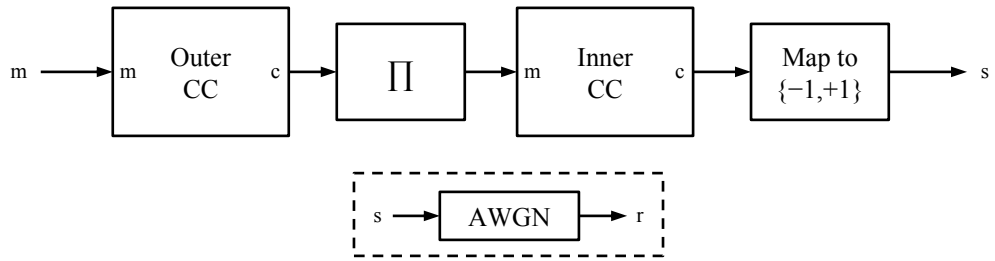 m
m Outer CC c
∏
m Inner CC c
Map to {−1,+1}
s
s AWGN r